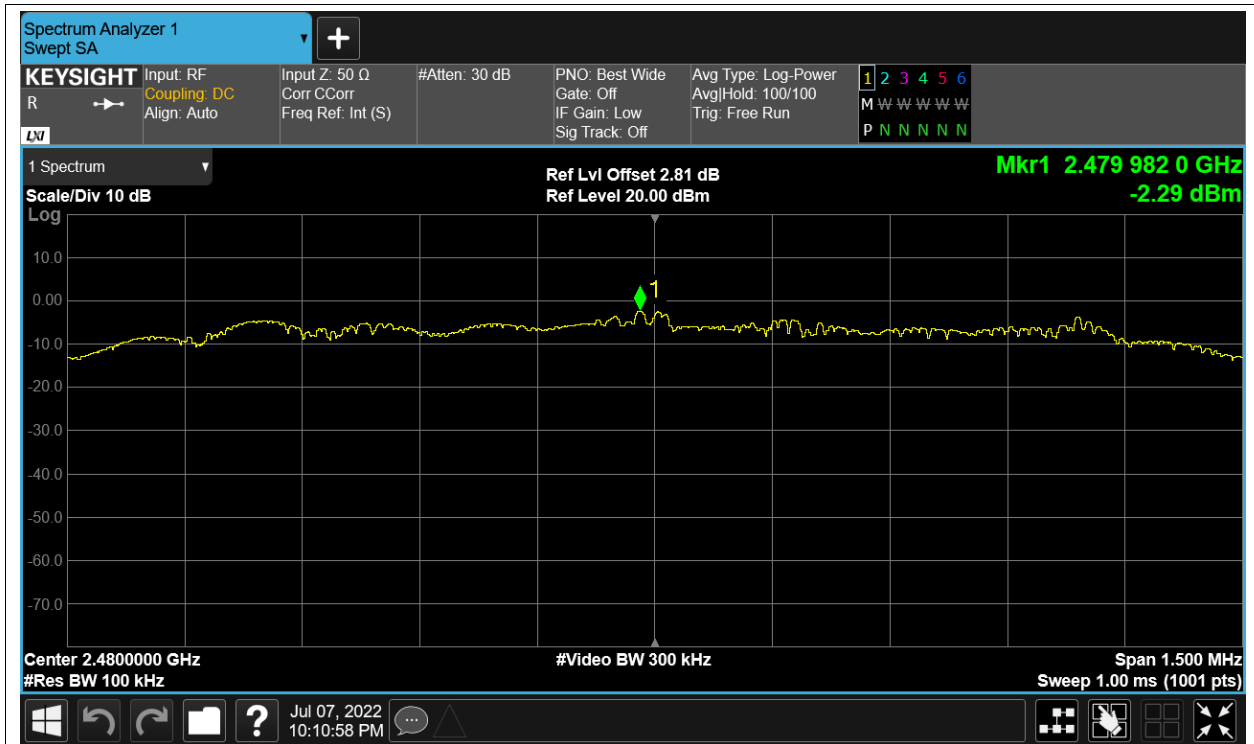 Spectrum Analyzer 1
Swept SA
KEYSIGHT
R
LXI
Input: RF
Coupling: DC
Align: Auto
Input Z: 50 Ω
Corr CCorr
Freq Ref: Int (S)
#Atten: 30 dB
PNO: Best Wide
Gate: Off
IF Gain: Low
Sig Track: Off
Avg Type: Log-Power
Avg|Hold: 100/100
Trig: Free Run
1 2 3 4 5 6
M W W W W W
P N N N N N
1 Spectrum
Scale/Div 10 dB
Log
Ref Lvl Offset 2.81 dB
Ref Level 20.00 dBm
Mkr1 2.479 982 0 GHz
-2.29 dBm
10.0
0.00
-10.0
-20.0
-30.0
-40.0
-50.0
-60.0
-70.0
1
Center 2.4800000 GHz
#Res BW 100 kHz
#Video BW 300 kHz
Span 1.500 MHz
Sweep 1.00 ms (1001 pts)
?
Jul 07, 2022
10:10:58 PM